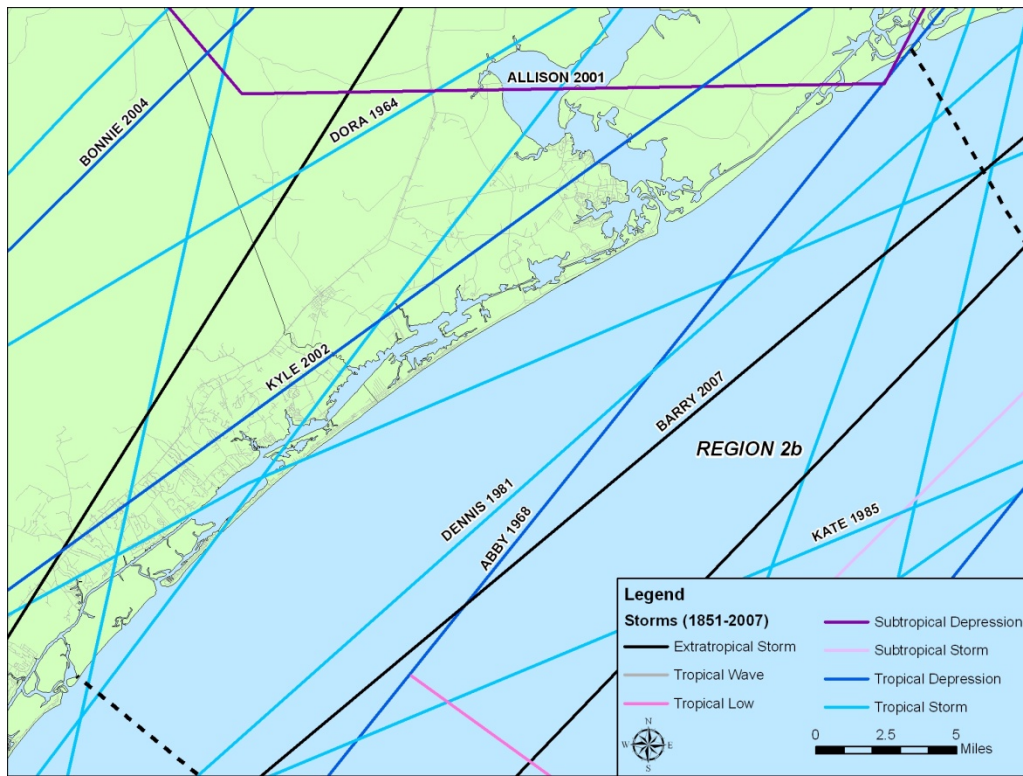 ALLISON 2001
DORA 1964
BONNIE 2004
KYLE 2002
BARRY 2007
REGION 2b
DENNIS 1981
ABBY 1968
KATE 1985
Legend
Storms (1851-2007)
Extratropical Storm
Tropical Wave
Tropical Low
Subtropical Depression
Subtropical Storm
Tropical Depression
Tropical Storm
N
W E
S
0 2.5 5
Miles